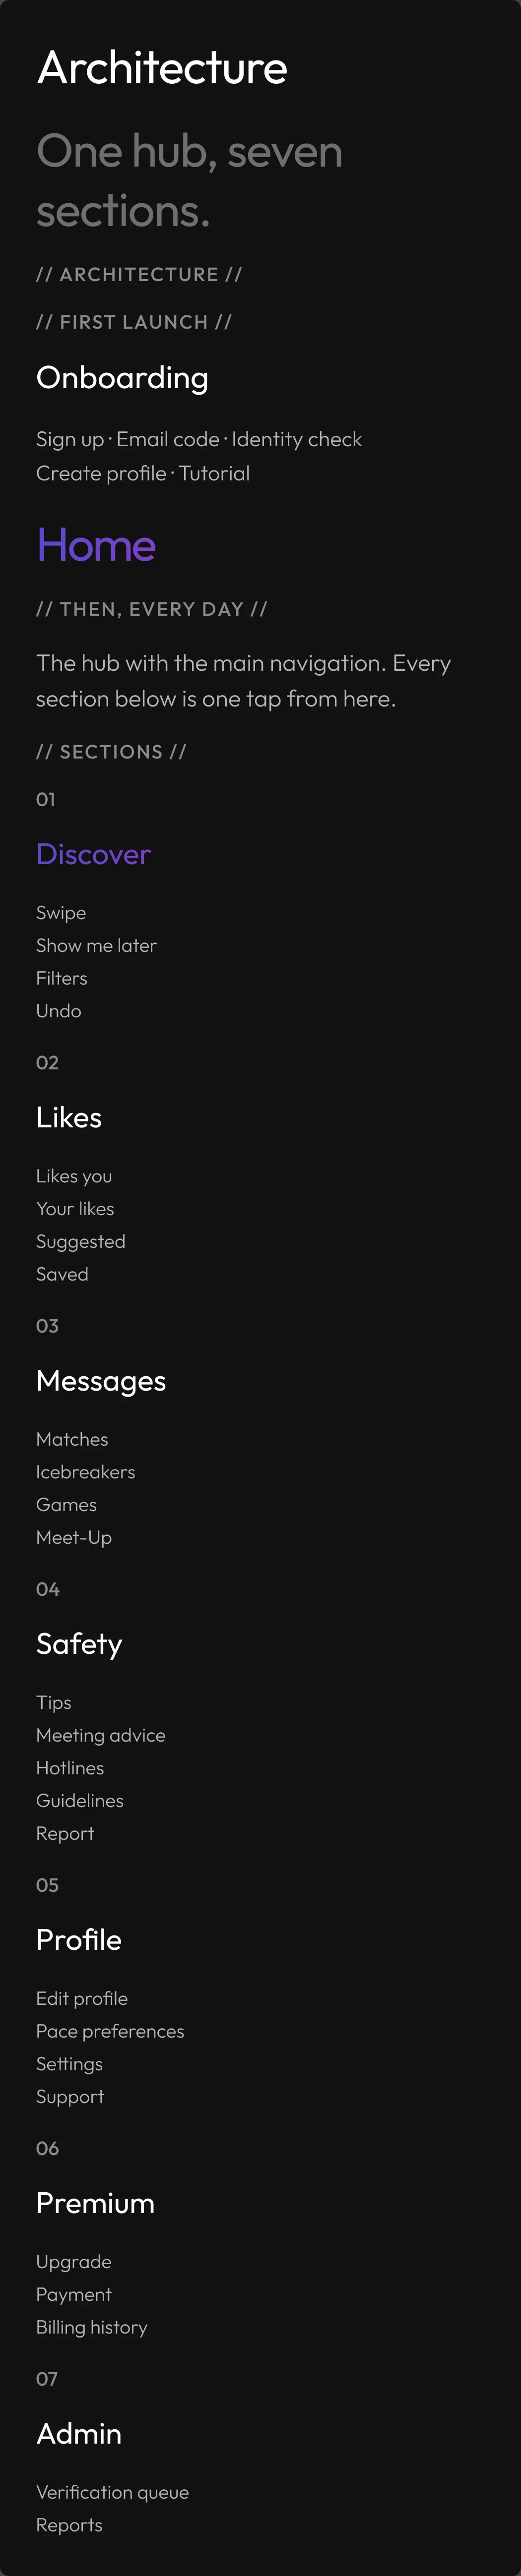 Architecture
One hub, seven
sections.
// ARCHITECTURE //
// FIRST LAUNCH //
Onboarding
Sign up · Email code · Identity check
Create profile · Tutorial
Home
// THEN, EVERY DAY //
The hub with the main navigation. Every
section below is one tap from here.
// SECTIONS //
01
Discover
Swipe
Show me later
Filters
Undo
02
Likes
Likes you
Your likes
Suggested
Saved
03
Messages
Matches
Icebreakers
Games
Meet-Up
04
Safety
Tips
Meeting advice
Hotlines
Guidelines
Report
05
Profile
Edit profile
Pace preferences
Settings
Support
06
Premium
Upgrade
Payment
Billing history
07
Admin
Verification queue
Reports